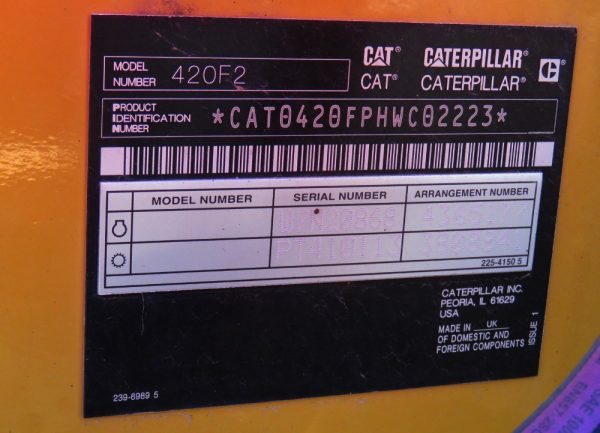 MODEL NUMBER 420F2
CAT® CATERPILLAR®
CAT® CATERPILLAR®
C
PRODUCT IDENTIFICATION NUMBER *CAT0420FPHWC02223*
MODEL NUMBER SERIAL NUMBER ARRANGEMENT NUMBER
225-4150 5
CATERPILLAR INC.
PEORIA, IL 61629
USA
MADE IN UK
OF DOMESTIC AND
FOREIGN COMPONENTS
ISSUE 1
239-6989 5